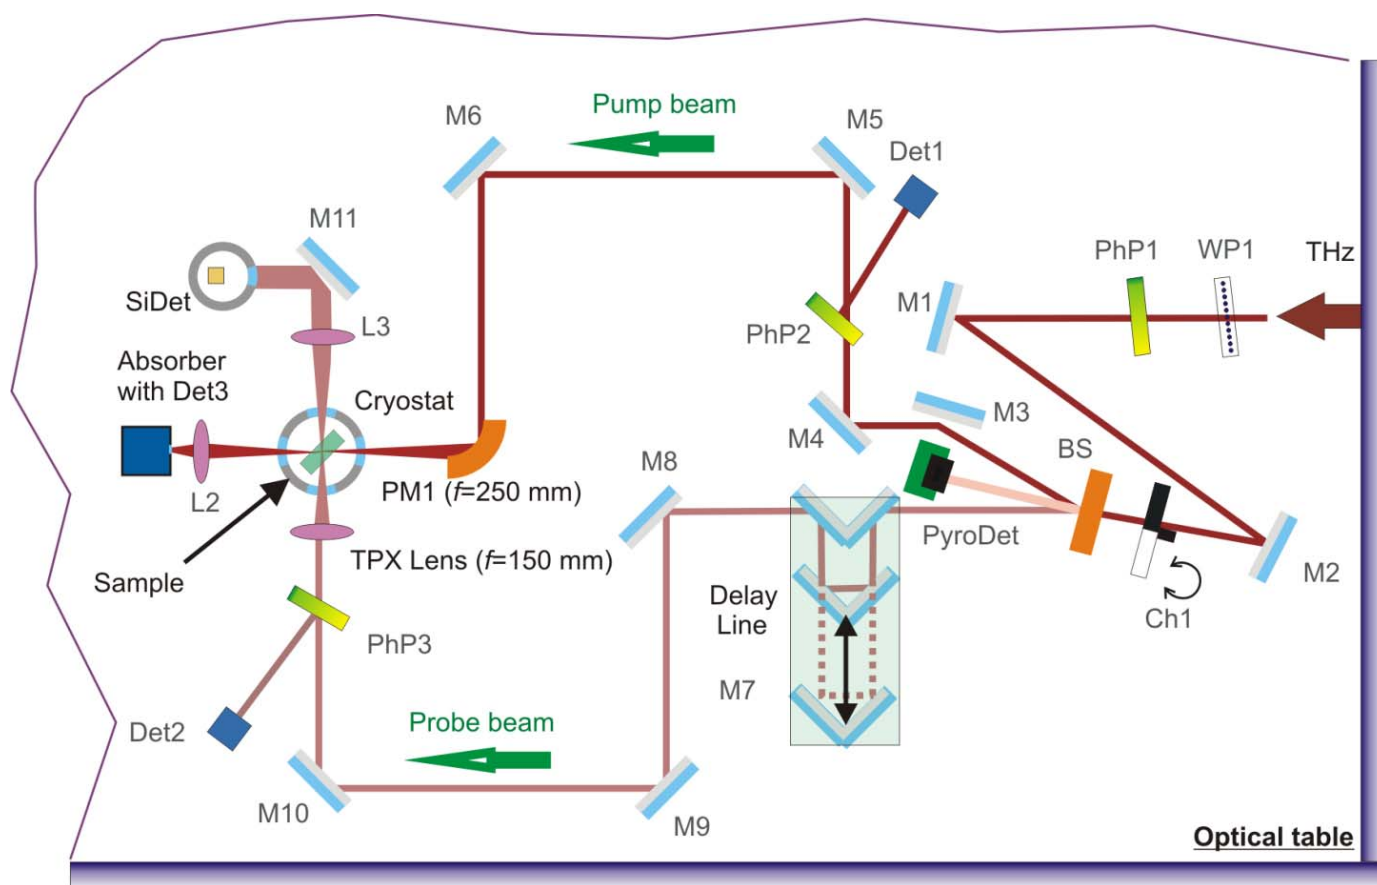 Pump beam
M6
M5
Det1
M11
PhP1
WP1
THz
SiDet
M1
L3
PhP2
Absorber
with Det3
Cryostat
M3
M4
BS
M8
L2
PM1 (f=250 mm)
PyroDet
TPX Lens (f=150 mm)
M2
Sample
Delay
Line
Ch1
PhP3
M7
Det2
Probe beam
M10
M9
Optical table